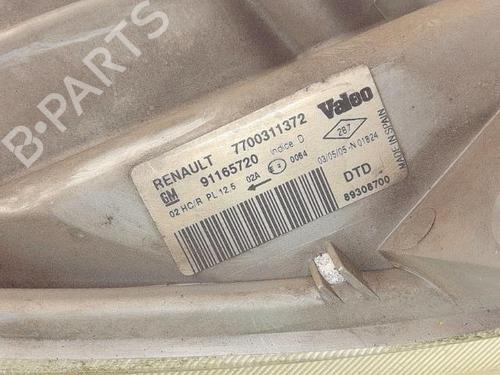 B-PARTS
RENAULT 7700311372 Valeo
GM 91165720 indice D 287
02 HC/R PL 12.5 02A 0064 03/05/05 -N 01824
MADE IN SPAIN
DTD
89308700